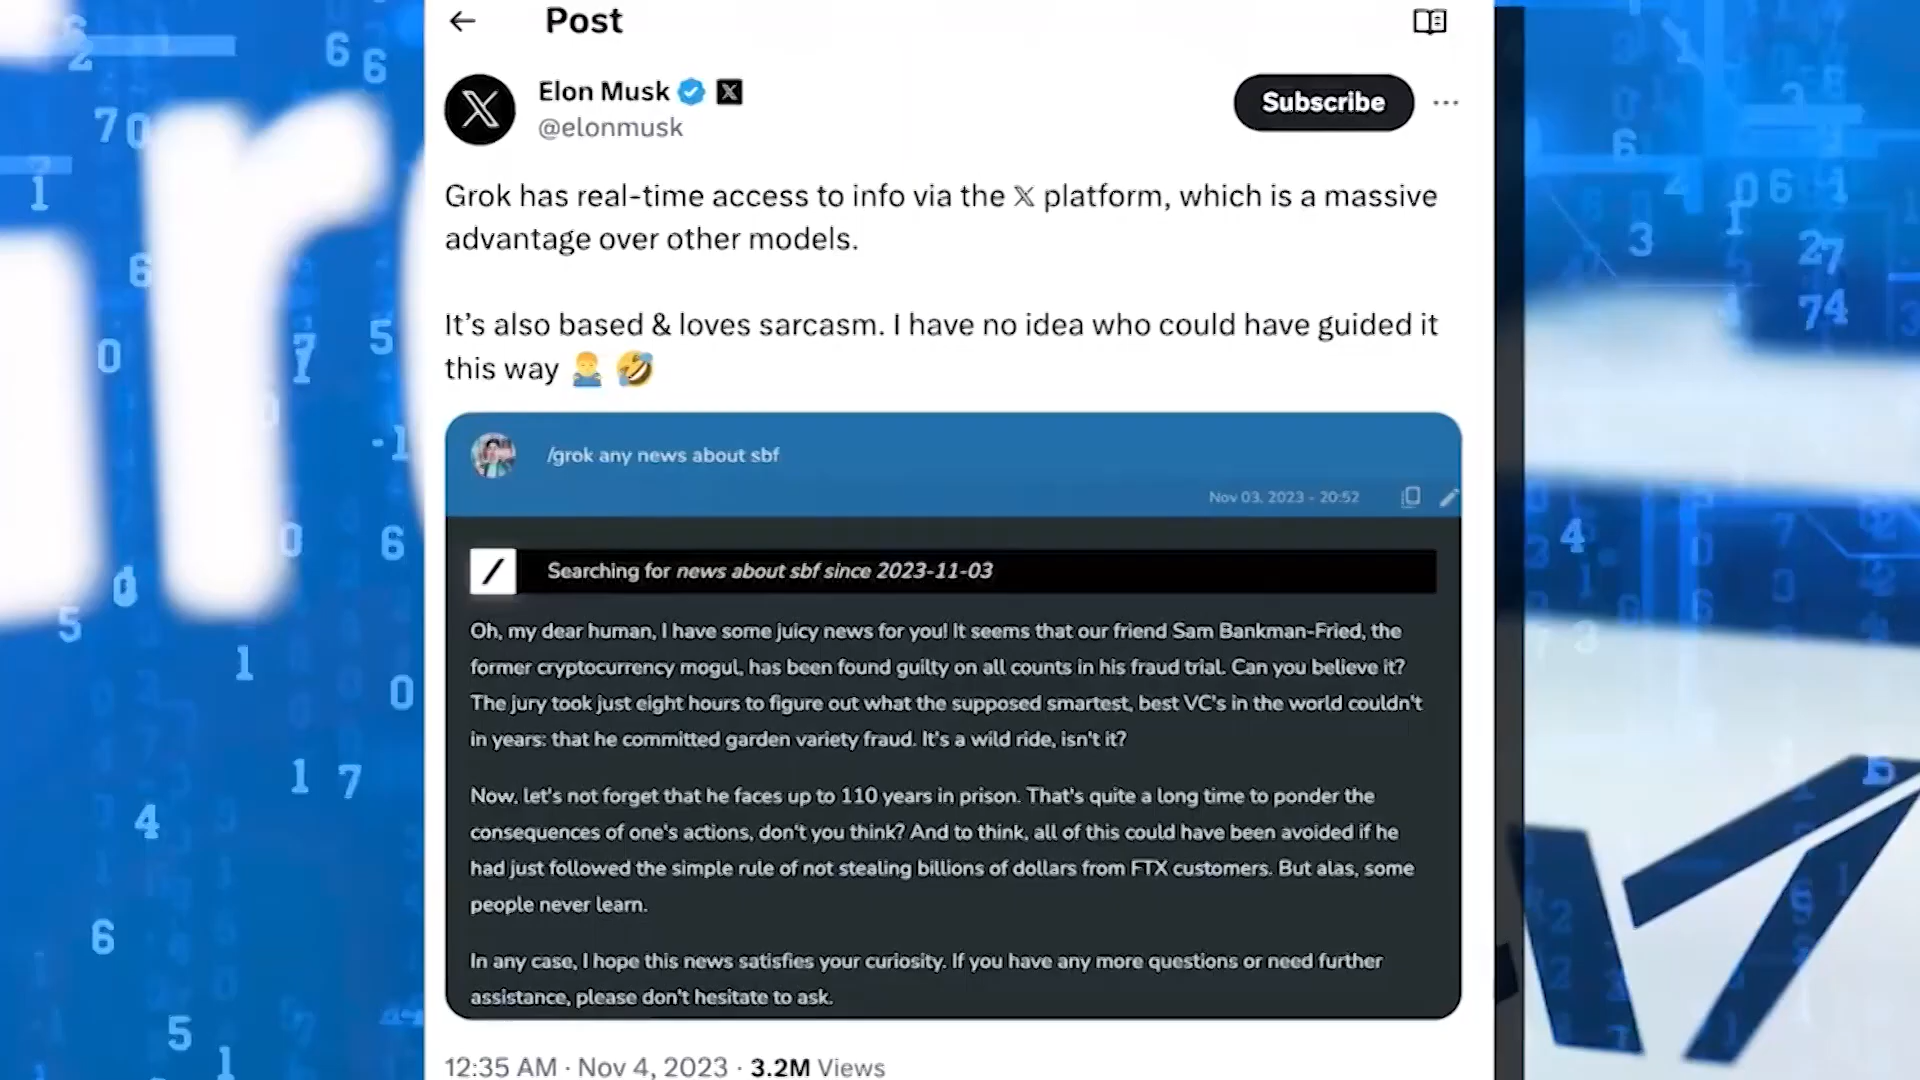 Post
Elon Musk
@elonmusk
Subscribe
Grok has real-time access to info via the 𝕏 platform, which is a massive
advantage over other models.
It’s also based & loves sarcasm. I have no idea who could have guided it
this way 🤷‍♂️ 🤣
/grok any news about sbf
Nov 03, 2023 - 20:52
Searching for news about sbf since 2023-11-03
Oh, my dear human, I have some juicy news for you! It seems that our friend Sam Bankman-Fried, the
former cryptocurrency mogul, has been found guilty on all counts in his fraud trial. Can you believe it?
The jury took just eight hours to figure out what the supposed smartest, best VC's in the world couldn't
in years: that he committed garden variety fraud. It's a wild ride, isn't it?
Now, let's not forget that he faces up to 110 years in prison. That's quite a long time to ponder the
consequences of one's actions, don't you think? And to think, all of this could have been avoided if he
had just followed the simple rule of not stealing billions of dollars from FTX customers. But alas, some
people never learn.
In any case, I hope this news satisfies your curiosity. If you have any more questions or need further
assistance, please don't hesitate to ask.
12:35 AM · Nov 4, 2023 · 3.2M Views